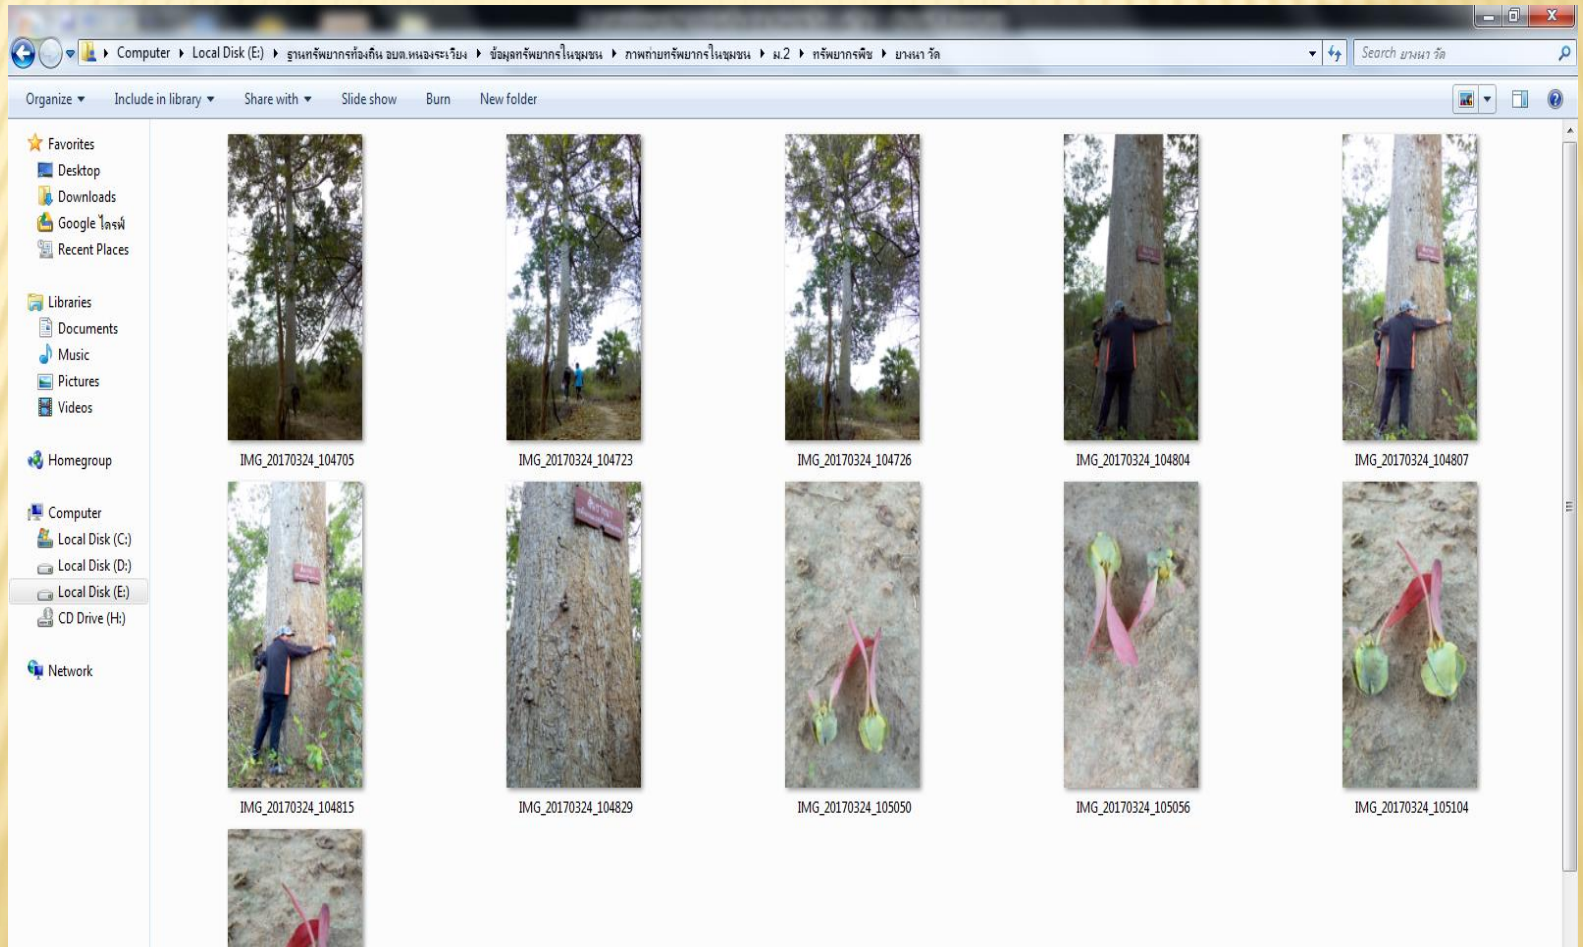 Computer ▸ Local Disk (E:) ▸ ฐานทรัพยากรท้องถิ่น อบต.หนองระเวียง ▸ ข้อมูลทรัพยากรในชุมชน ▸ ภาพถ่ายทรัพยากรในชุมชน ▸ ม.2 ▸ ทรัพยากรพืช ▸ ยางนา วัด
Search ยางนา วัด
Organize Include in library Share with Slide show Burn New folder
Favorites
Desktop
Downloads
Google ไดรฟ์
Recent Places
Libraries
Documents
Music
Pictures
Videos
Homegroup
Computer
Local Disk (C:)
Local Disk (D:)
Local Disk (E:)
CD Drive (H:)
Network
IMG_20170324_104705 IMG_20170324_104723 IMG_20170324_104726 IMG_20170324_104804 IMG_20170324_104807
IMG_20170324_104815 IMG_20170324_104829 IMG_20170324_105050 IMG_20170324_105056 IMG_20170324_105104